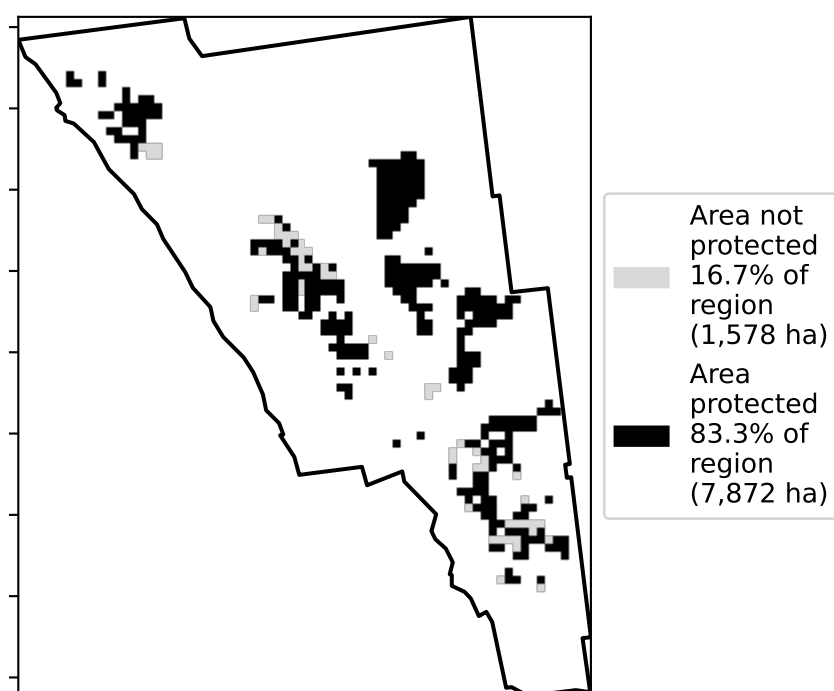 Area not
protected
16.7% of
region
(1,578 ha)
Area
protected
83.3% of
region
(7,872 ha)